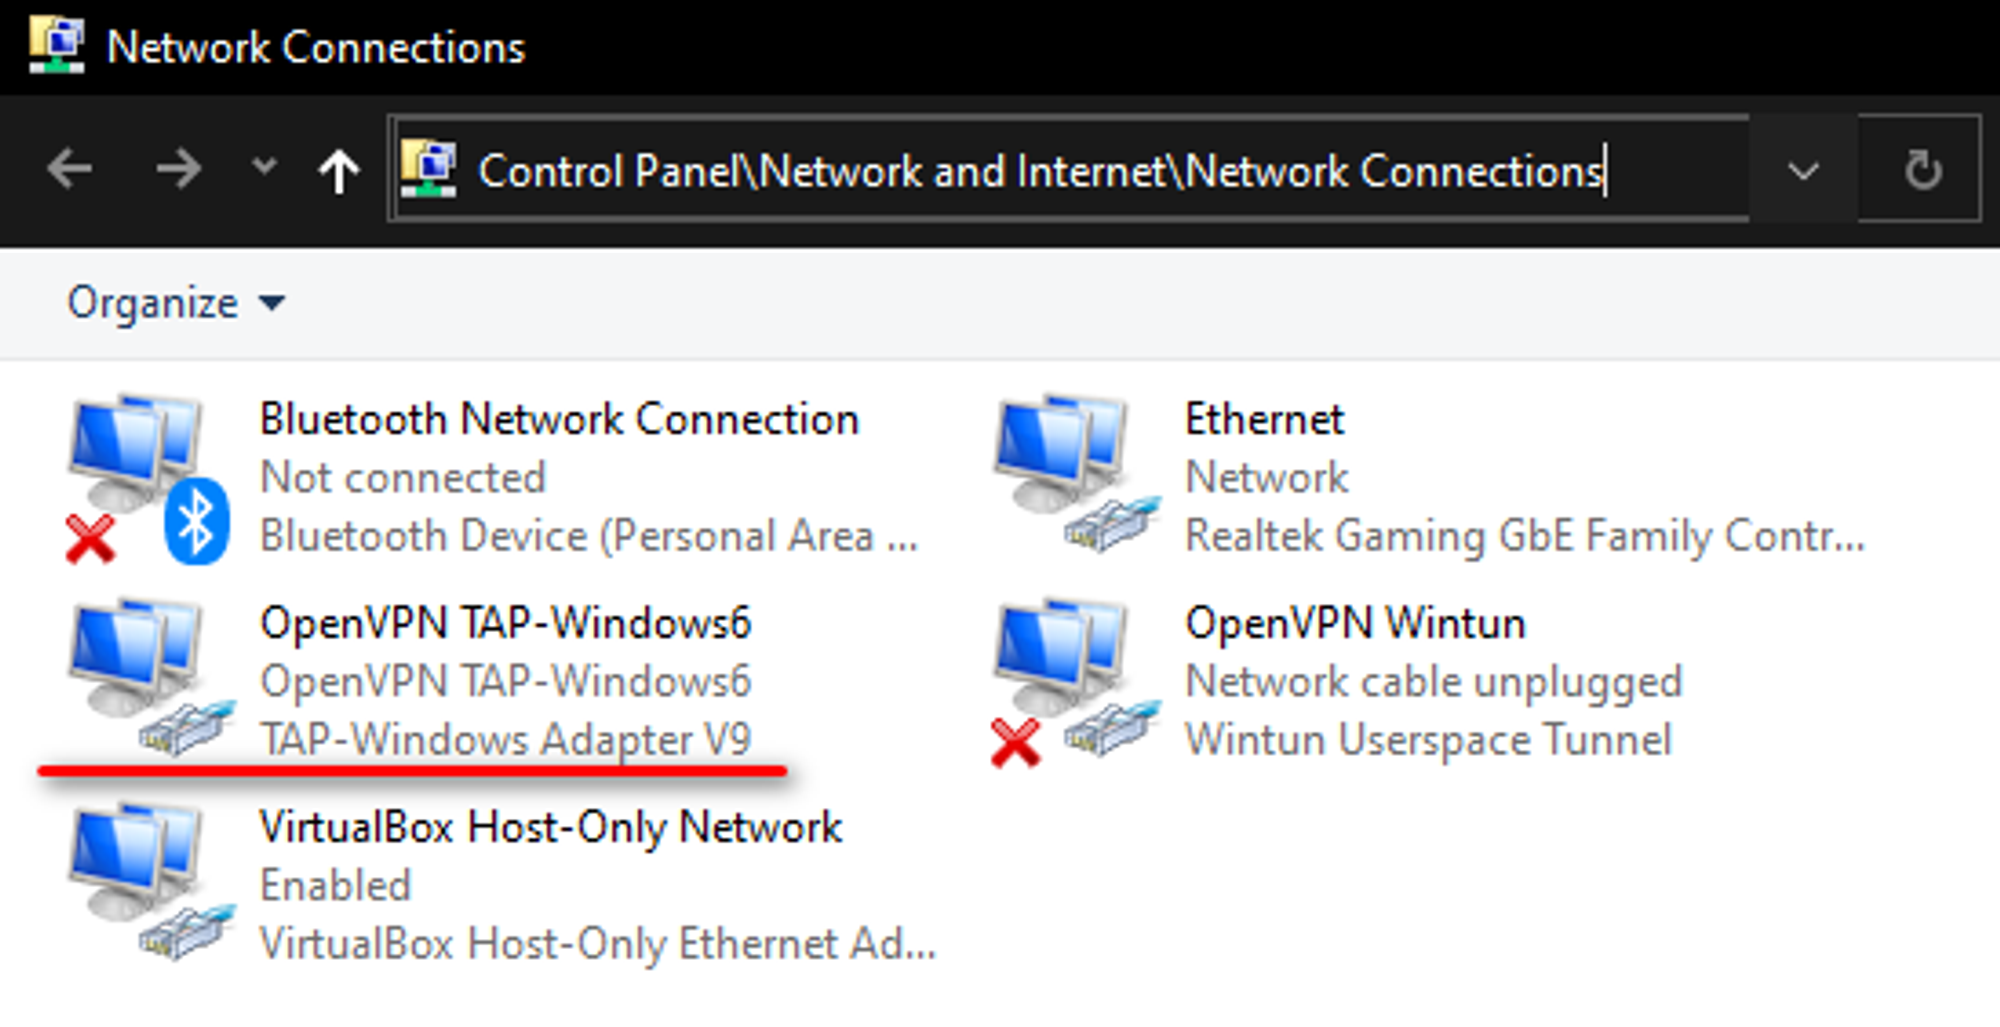 Network Connections
Control Panel\Network and Internet\Network Connections
Organize
Bluetooth Network Connection
Not connected
Bluetooth Device (Personal Area ...
Ethernet
Network
Realtek Gaming GbE Family Contr...
OpenVPN TAP-Windows6
OpenVPN TAP-Windows6
TAP-Windows Adapter V9
OpenVPN Wintun
Network cable unplugged
Wintun Userspace Tunnel
VirtualBox Host-Only Network
Enabled
VirtualBox Host-Only Ethernet Ad...